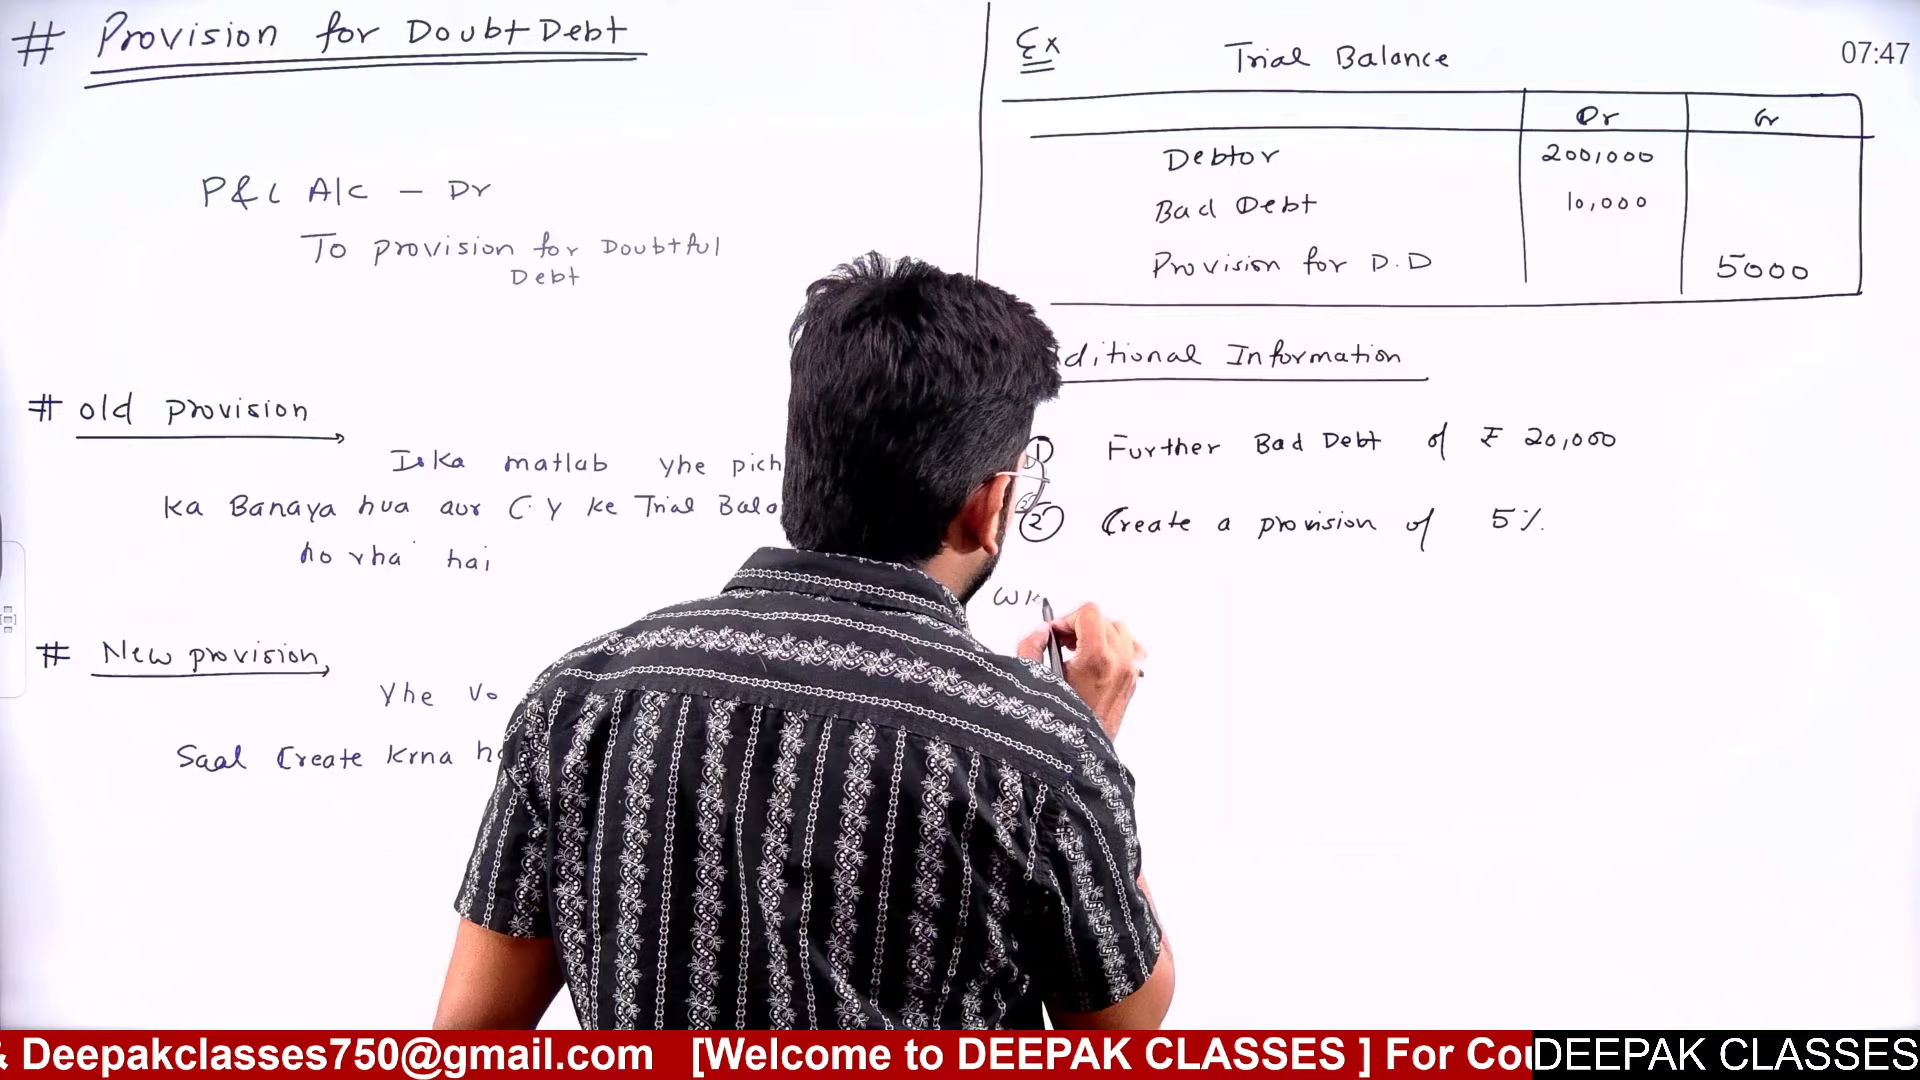 # Provision for Doubt Debt
P&L A/c – Dr
To provision for Doubtful
Debt
# old provision
Iska matlab yhe pich
ka Banaya hua aur C.Y ke Trial Bala
ho rha hai
# New provision
Yhe vo
Saal Create krna
Ex
Trial Balance
07:47
Dr Cr
Debtor 200,000
Bad Debt 10,000
Provision for D.D 5000
ditional Information
① Further Bad Debt of ₹ 20,000
② Create a provision of 5%.
& Deepakclasses750@gmail.com [Welcome to DEEPAK CLASSES ] For Cou
DEEPAK CLASSES